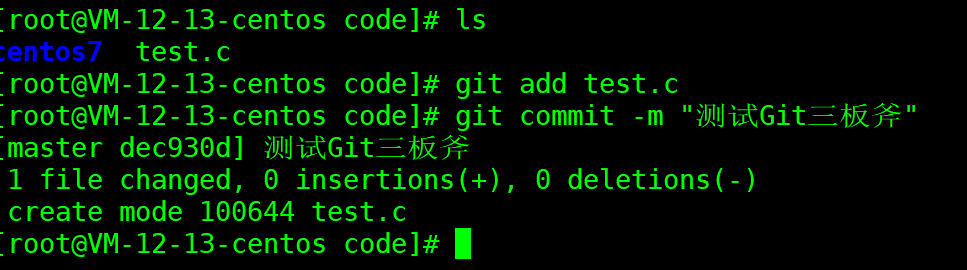 [root@VM-12-13-centos code]# ls
centos7  test.c
[root@VM-12-13-centos code]# git add test.c
[root@VM-12-13-centos code]# git commit -m "测试Git三板斧"
[master dec930d] 测试Git三板斧
1 file changed, 0 insertions(+), 0 deletions(-)
create mode 100644 test.c
[root@VM-12-13-centos code]#